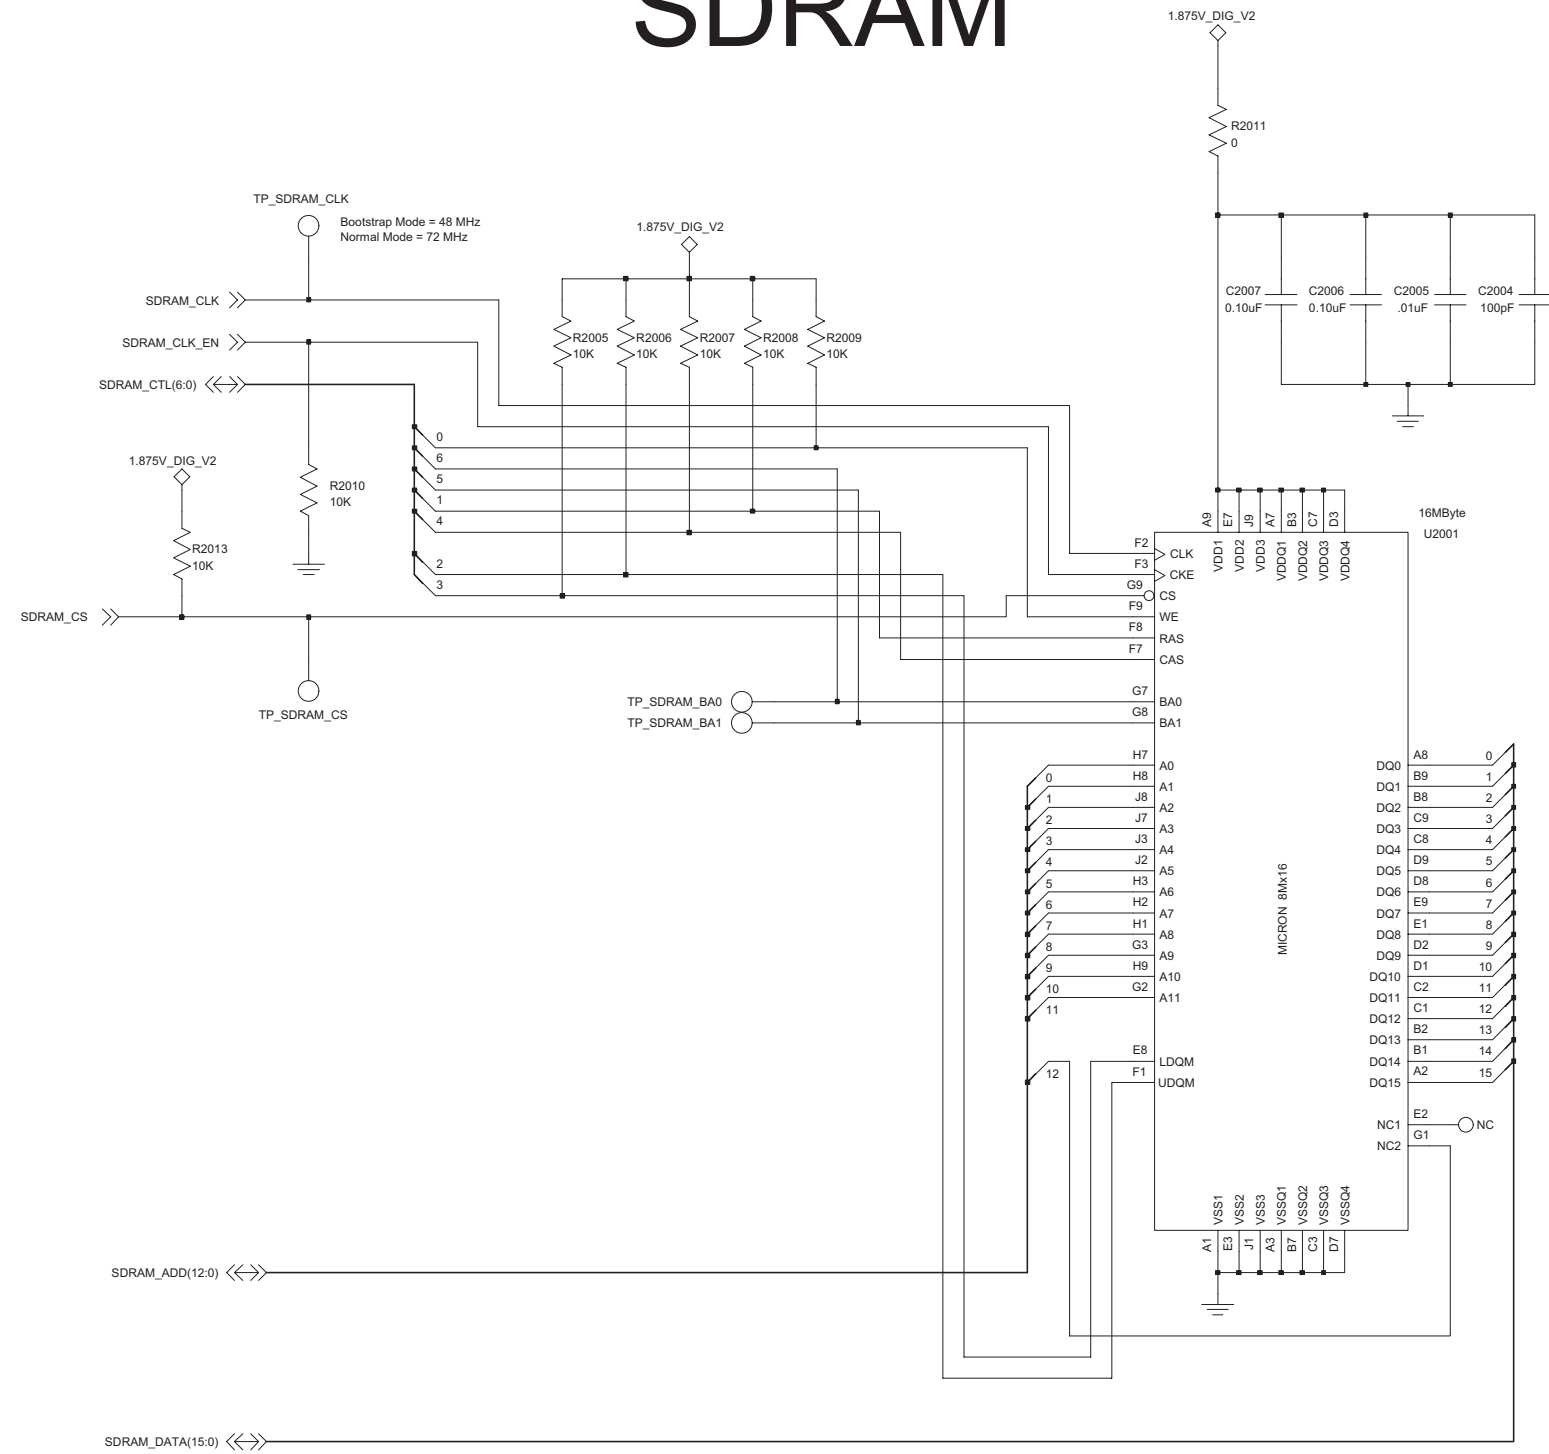 SDRAM
1.875V_DIG_V2
R2011
0
TP_SDRAM_CLK
Bootstrap Mode = 48 MHz
Normal Mode = 72 MHz
1.875V_DIG_V2
SDRAM_CLK
SDRAM_CLK_EN
SDRAM_CTL(6:0)
R2005
10K
R2006
10K
R2007
10K
R2008
10K
R2009
10K
C2007
0.10uF
C2006
0.10uF
C2005
.01uF
C2004
100pF
0
6
5
1
4
2
3
1.875V_DIG_V2
R2010
10K
R2013
10K
SDRAM_CS
TP_SDRAM_CS
TP_SDRAM_BA0
TP_SDRAM_BA1
16MByte
U2001
A9
E7
J9
A7
B3
C7
D3
VDD1
VDD2
VDD3
VDDQ1
VDDQ2
VDDQ3
VDDQ4
F2 CLK
F3 CKE
G9 CS
F9 WE
F8 RAS
F7 CAS
G7 BA0
G8 BA1
0 H7 A0
1 H8 A1
2 J8 A2
3 J7 A3
4 J3 A4
5 J2 A5
6 H3 A6
7 H2 A7
8 H1 A8
9 G3 A9
10 H9 A10
11 G2 A11
E8 LDQM
12 F1 UDQM
MICRON 8Mx16
DQ0 A8 0
DQ1 B9 1
DQ2 B8 2
DQ3 C9 3
DQ4 C8 4
DQ5 D9 5
DQ6 D8 6
DQ7 E9 7
DQ8 E1 8
DQ9 D2 9
DQ10 D1 10
DQ11 C2 11
DQ12 C1 12
DQ13 B2 13
DQ14 B1 14
DQ15 A2 15
NC1 E2 NC
NC2 G1
VSS1
VSS2
VSS3
VSSQ1
VSSQ2
VSSQ3
VSSQ4
A1
E3
J1
A3
B7
C3
D7
SDRAM_ADD(12:0)
SDRAM_DATA(15:0)